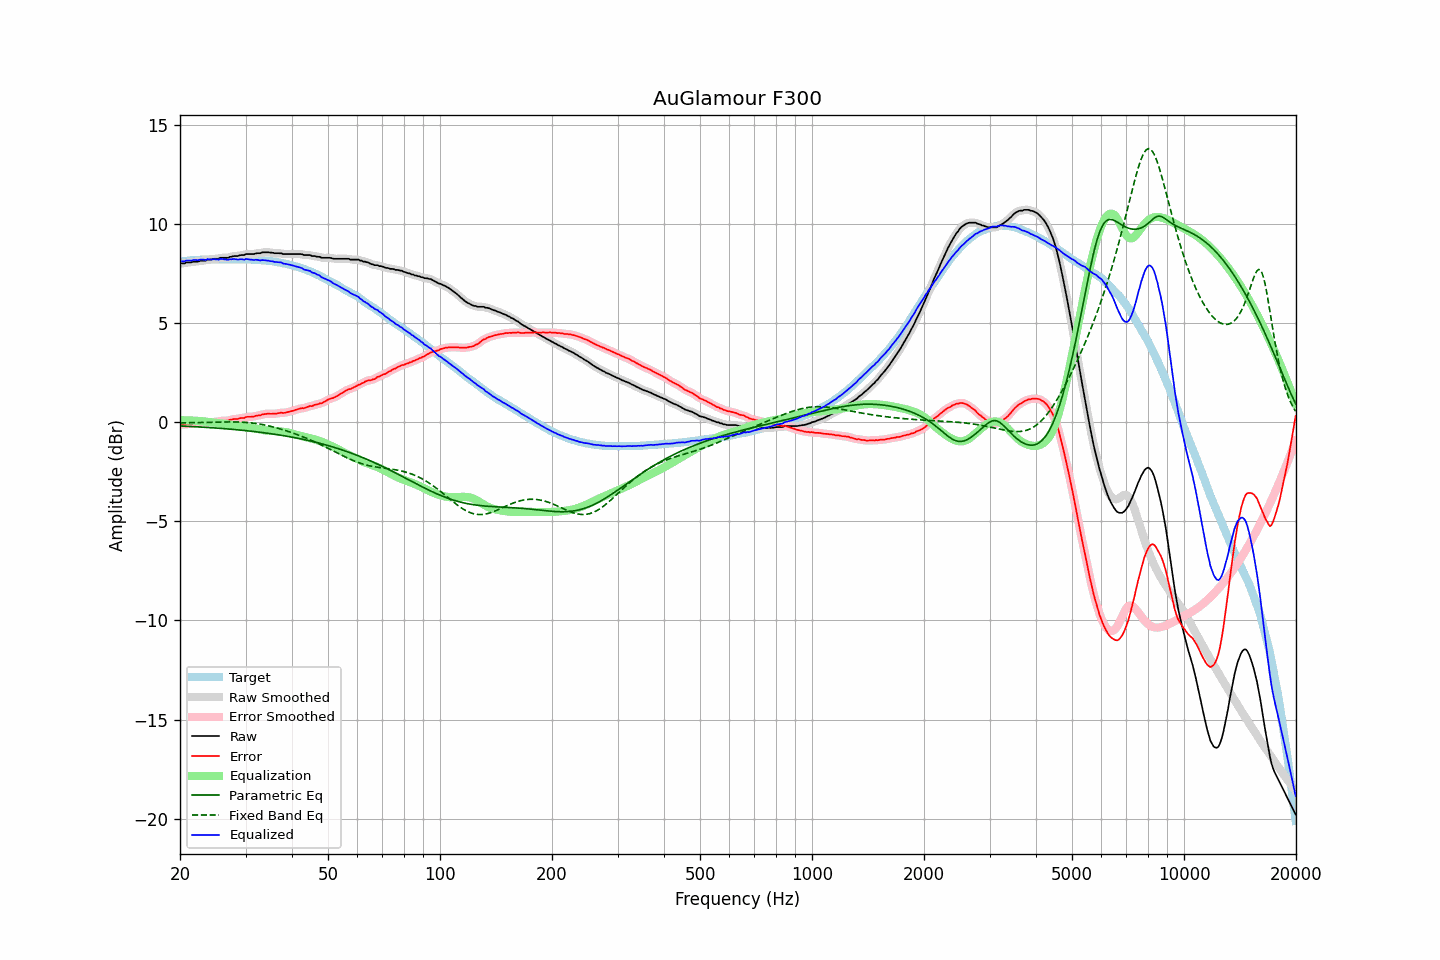 AuGlamour F300
Amplitude (dBr)
15
10
5
0
−5
−10
−15
−20
Target
Raw Smoothed
Error Smoothed
Raw
Error
Equalization
Parametric Eq
Fixed Band Eq
Equalized
20
50
100
200
500
1000
2000
5000
10000
20000
Frequency (Hz)